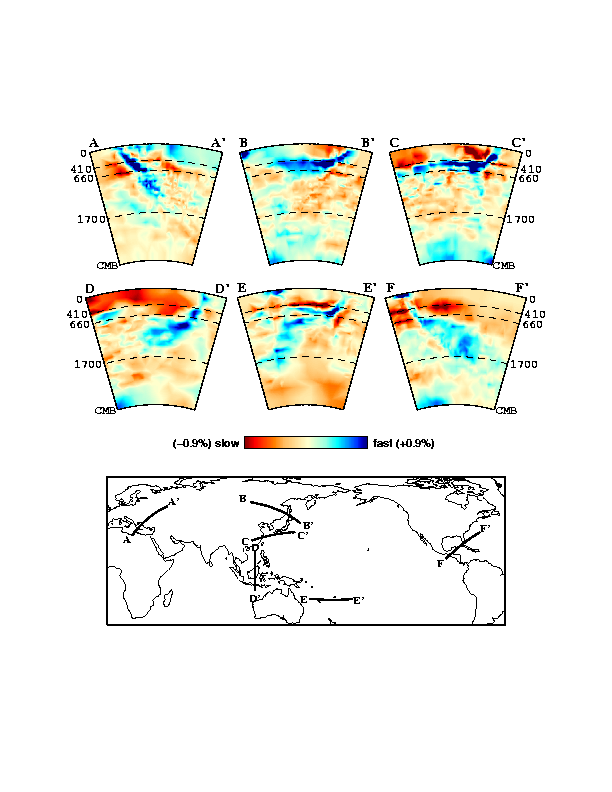 A A' B B' C C'
0 0
410 410
660 660
1700 1700
CMB CMB
D D' E E' F F'
0 0
410 410
660 660
1700 1700
CMB CMB
(−0.9%) slow fast (+0.9%)
A A' B B' C C' D D' E E' F F'